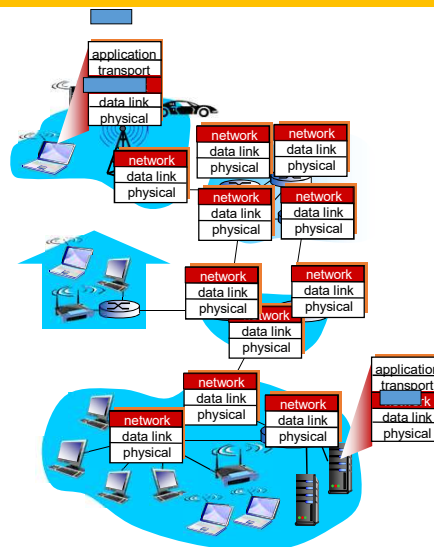 application
transport
data link
physical
network
data link
physical
network
data link
physical
network
data link
physical
network
data link
physical
network
data link
physical
network
data link
physical
network
data link
physical
network
data link
physical
network
data link
physical
network
data link
physical
network
data link
physical
application
transport
data link
physical